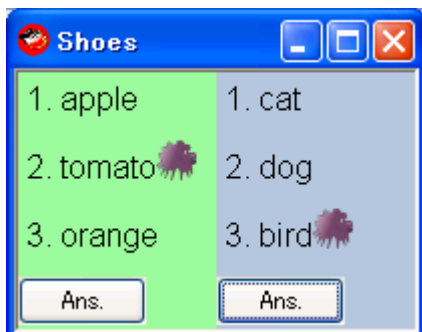 Shoes
1. apple
2. tomato
3. orange
Ans.
1. cat
2. dog
3. bird
Ans.